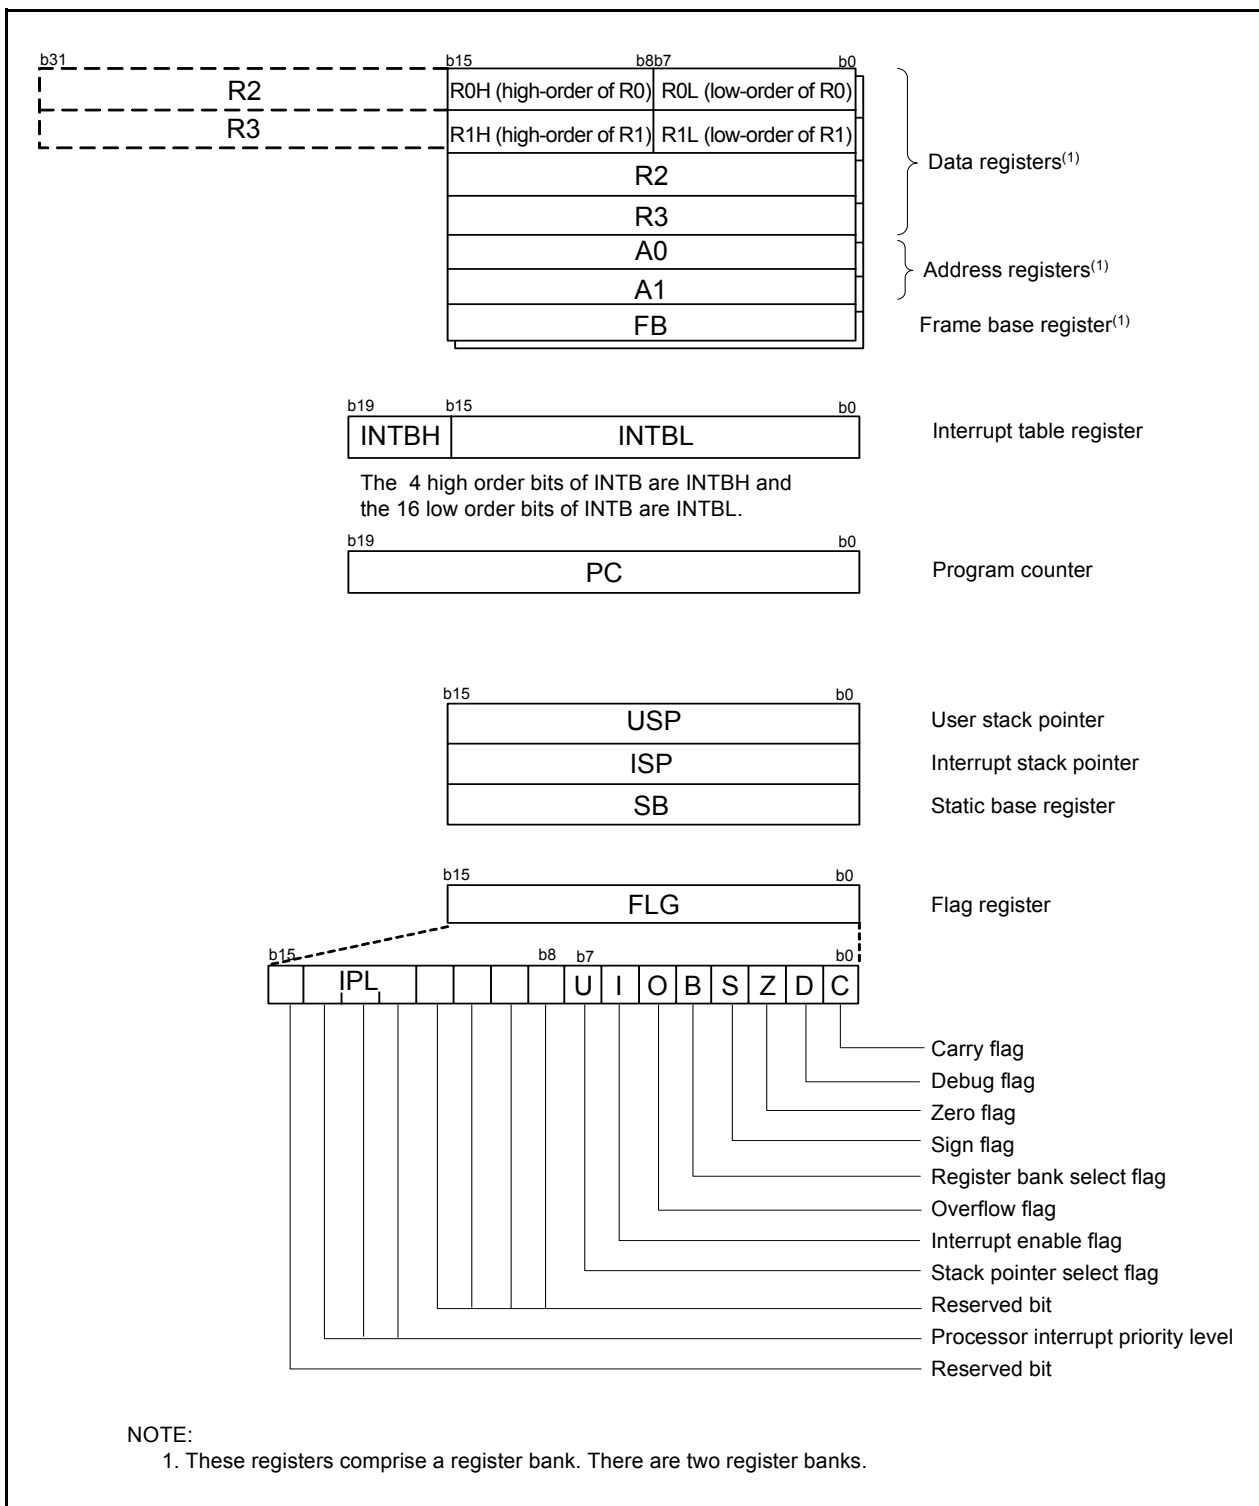 b31 b15 b8b7 b0
R2 R0H (high-order of R0) R0L (low-order of R0)
R3 R1H (high-order of R1) R1L (low-order of R1)
Data registers(1)
R2
R3
A0
Address registers(1)
A1
FB Frame base register(1)
b19 b15 b0
INTBH INTBL Interrupt table register
The 4 high order bits of INTB are INTBH and
the 16 low order bits of INTB are INTBL.
b19 b0
PC Program counter
b15 b0
USP User stack pointer
ISP Interrupt stack pointer
SB Static base register
b15 b0
FLG Flag register
b15 b8 b7 b0
IPL U I O B S Z D C
Carry flag
Debug flag
Zero flag
Sign flag
Register bank select flag
Overflow flag
Interrupt enable flag
Stack pointer select flag
Reserved bit
Processor interrupt priority level
Reserved bit
NOTE:
1. These registers comprise a register bank. There are two register banks.